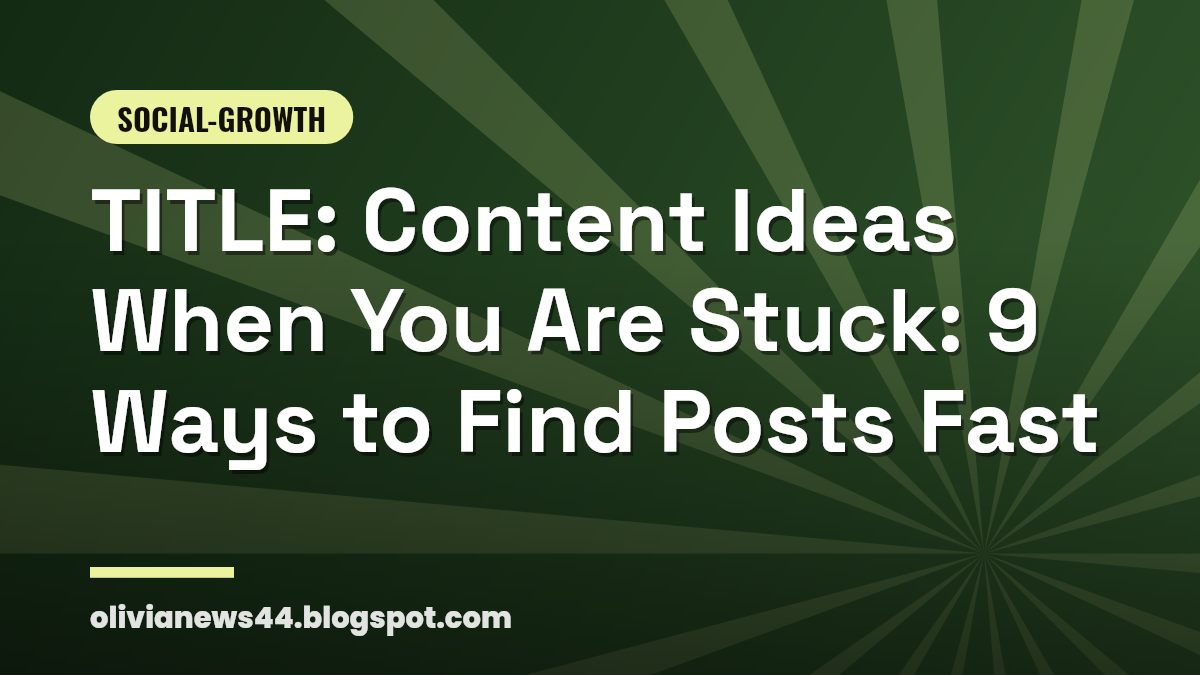 SOCIAL-GROWTH
TITLE: Content Ideas
When You Are Stuck: 9
Ways to Find Posts Fast
olivianews44.blogspot.com